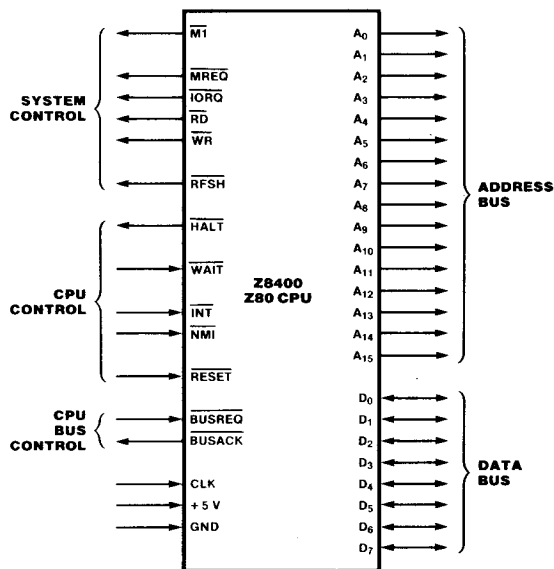 SYSTEM
CONTROL
M1
MREQ
IORQ
RD
WR
RFSH
CPU
CONTROL
HALT
WAIT
INT
NMI
RESET
CPU
BUS
CONTROL
BUSREQ
BUSACK
CLK
+5 V
GND
Z8400
Z80 CPU
A0
A1
A2
A3
A4
A5
A6
A7
A8
A9
A10
A11
A12
A13
A14
A15
ADDRESS
BUS
D0
D1
D2
D3
D4
D5
D6
D7
DATA
BUS